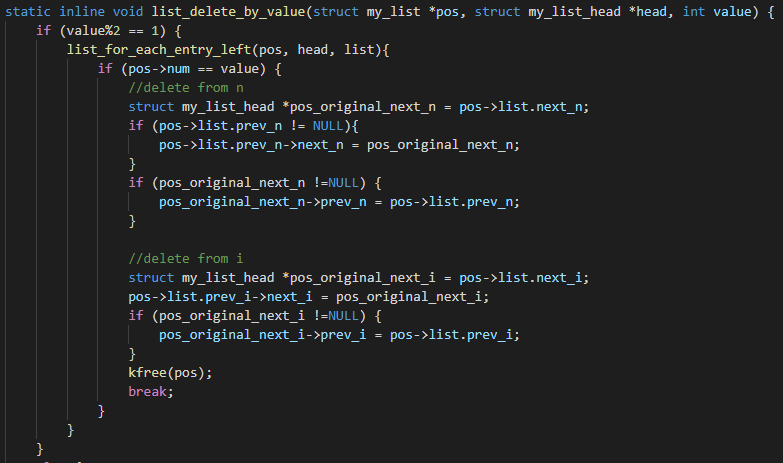 static inline void list_delete_by_value(struct my_list *pos, struct my_list_head *head, int value) {
    if (value%2 == 1) {
        list_for_each_entry_left(pos, head, list){
            if (pos->num == value) {
                //delete from n
                struct my_list_head *pos_original_next_n = pos->list.next_n;
                if (pos->list.prev_n != NULL){
                    pos->list.prev_n->next_n = pos_original_next_n;
                }
                if (pos_original_next_n !=NULL) {
                    pos_original_next_n->prev_n = pos->list.prev_n;
                }

                //delete from i
                struct my_list_head *pos_original_next_i = pos->list.next_i;
                pos->list.prev_i->next_i = pos_original_next_i;
                if (pos_original_next_i !=NULL) {
                    pos_original_next_i->prev_i = pos->list.prev_i;
                }
                kfree(pos);
                break;
            }
        }
    }